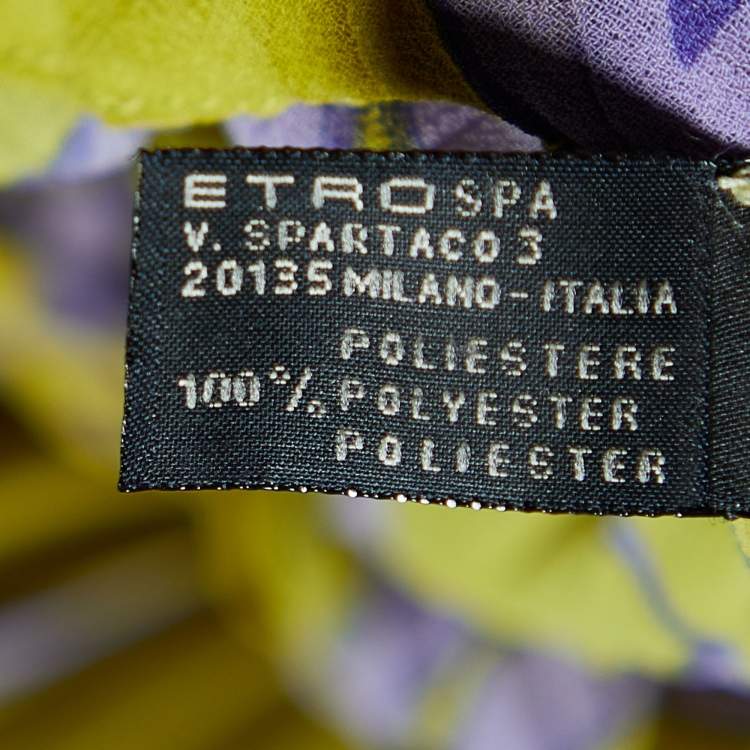 ETRO SPA
V. SPARTACO 3
20135 MILANO - ITALIA
POLIESTERE
100% POLYESTER
POLIESTER